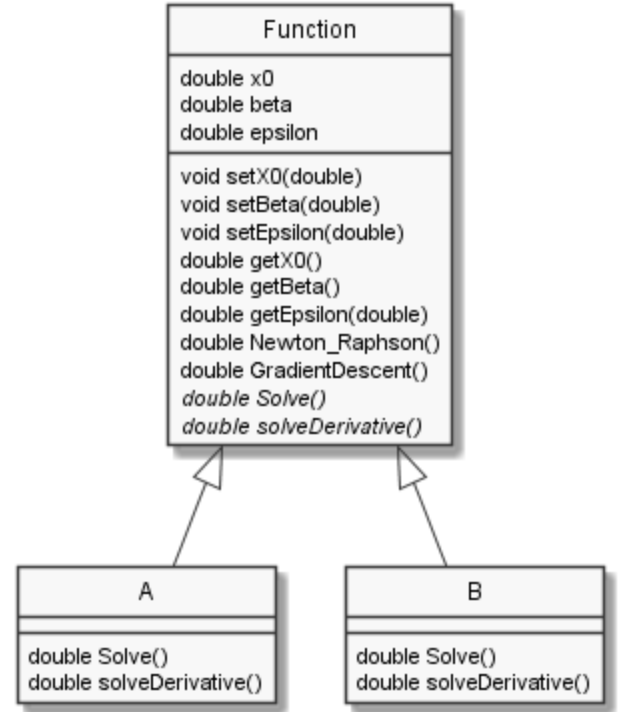 Function
double x0
double beta
double epsilon
void setX0(double)
void setBeta(double)
void setEpsilon(double)
double getX0()
double getBeta()
double getEpsilon(double)
double Newton_Raphson()
double GradientDescent()
double Solve()
double solveDerivative()
A
double Solve()
double solveDerivative()
B
double Solve()
double solveDerivative()